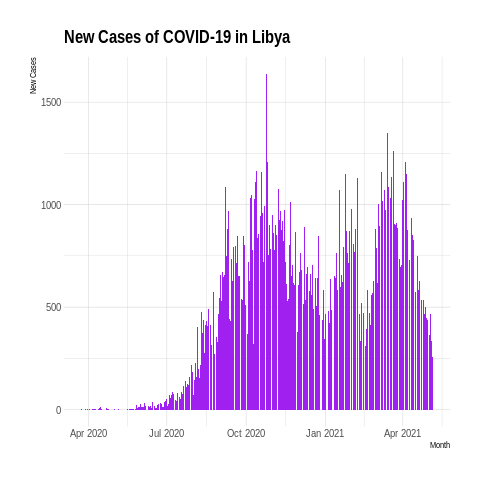 New Cases of COVID-19 in Libya
New Cases
1500
1000
500
0
Apr 2020 Jul 2020 Oct 2020 Jan 2021 Apr 2021
Month